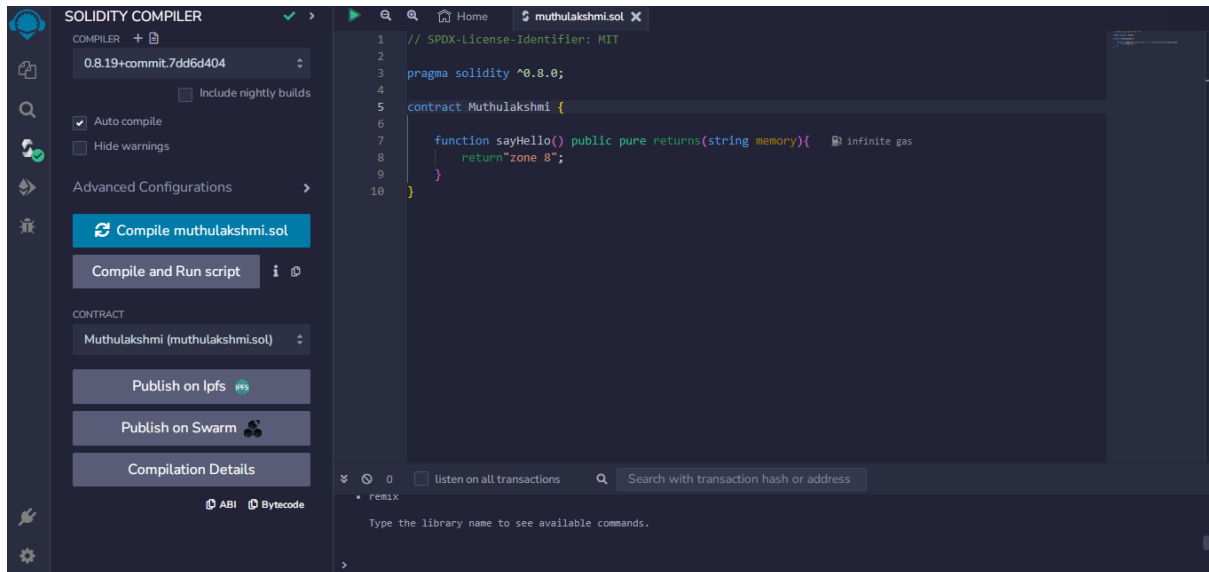 SOLIDITY COMPILER
COMPILER +
0.8.19+commit.7dd6d404
Include nightly builds
Auto compile
Hide warnings
Advanced Configurations
Compile muthulakshmi.sol
Compile and Run script i
CONTRACT
Muthulakshmi (muthulakshmi.sol)
Publish on Ipfs IPFS
Publish on Swarm
Compilation Details
ABI Bytecode
Home muthulakshmi.sol
1 // SPDX-License-Identifier: MIT
2
3 pragma solidity ^0.8.0;
4
5 contract Muthulakshmi {
6
7 function sayHello() public pure returns(string memory){ infinite gas
8 return"zone 8";
9 }
10 }
0 listen on all transactions Search with transaction hash or address
• remix
Type the library name to see available commands.
>